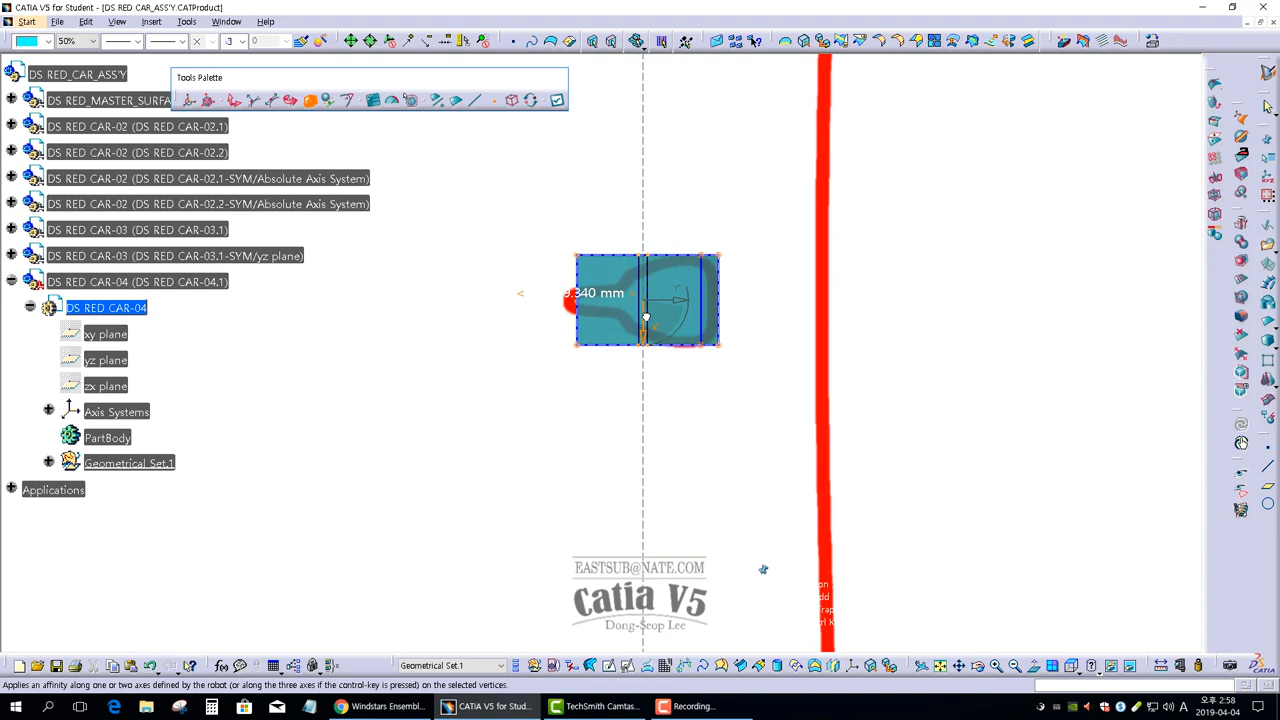 CATIA V5 for Student - [DS RED CAR_ASS'Y.CATProduct]
Start File Edit View Insert Tools Window Help
50% 0
Tools Palette
DS RED_CAR_ASS'Y
DS RED_MASTER_SURFA
DS RED CAR-02 (DS RED CAR-02.1)
DS RED CAR-02 (DS RED CAR-02.2)
DS RED CAR-02 (DS RED CAR-02.1-SYM/Absolute Axis System)
DS RED CAR-02 (DS RED CAR-02.2-SYM/Absolute Axis System)
DS RED CAR-03 (DS RED CAR-03.1)
DS RED CAR-03 (DS RED CAR-03.1-SYM/yz plane)
DS RED CAR-04 (DS RED CAR-04.1)
DS RED CAR-04
xy plane
yz plane
zx plane
Axis Systems
PartBody
Geometrical Set.1
Applications
9.340 mm
EASTSUB@NATE.COM
Catia V5
Dong-Seop Lee
Geometrical Set.1
Applies an affinity along one or two axes defined by the robot (or along the three axes if the control-key is pressed) on the selected vertices.
Windstars Ensembl...
CATIA V5 for Stud...
TechSmith Camtas...
Recording...
A
오후 2:58
2019-04-04